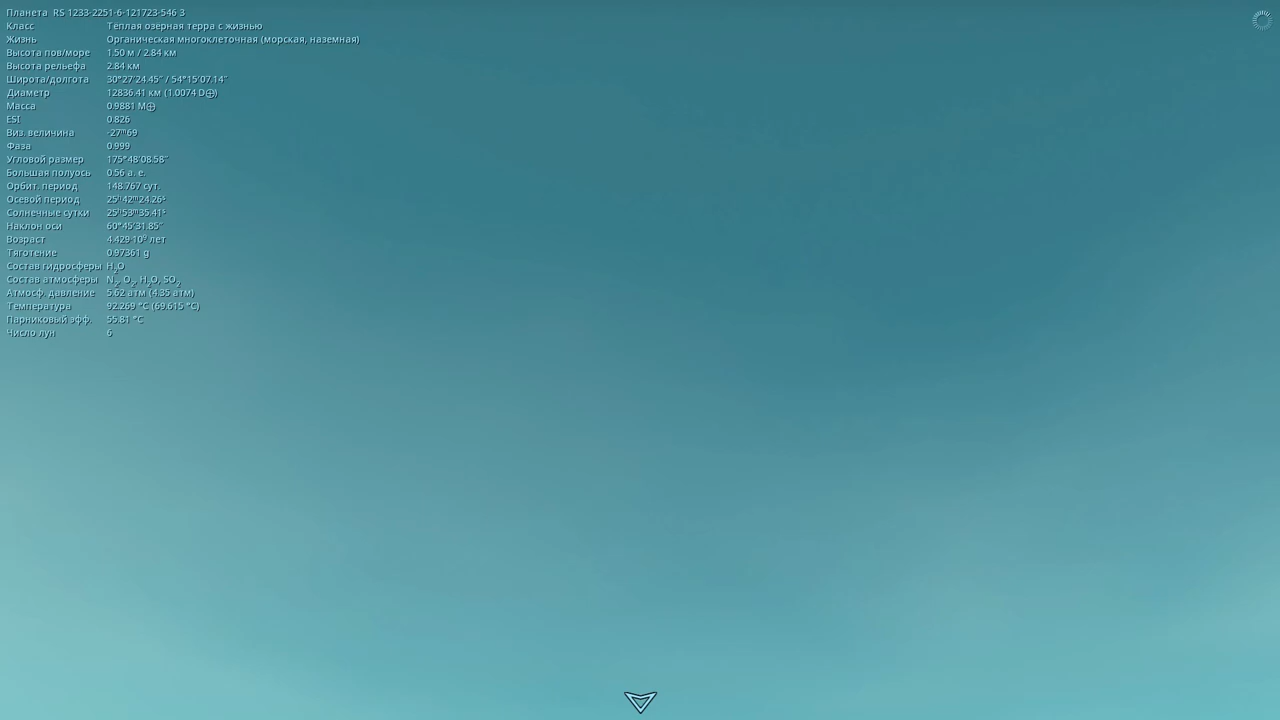 Планета RS 1233-2251-6-121723-546 3
Класс Тёплая озерная терра с жизнью
Жизнь Органическая многоклеточная (морская, наземная)
Высота пов/море 1.50 м / 2.84 км
Высота рельефа 2.84 км
Широта/долгота 30°27'24.45" / 54°15'07.14"
Диаметр 12836.41 км (1.0074 D⊕)
Масса 0.9881 M⊕
ESI 0.826
Виз. величина -27ᵐ69
Фаза 0.999
Угловой размер 175°48'08.58"
Большая полуось 0.56 а. е.
Орбит. период 148.767 сут.
Осевой период 25ʰ42ᵐ24.26ˢ
Солнечные сутки 25ʰ53ᵐ35.41ˢ
Наклон оси 60°45'31.85"
Возраст 4.429·10⁹ лет
Тяготение 0.97361 g
Состав гидросферы H₂O
Состав атмосферы N₂, O₂, H₂O, SO₂
Атмосф. давление 5.62 атм (4.35 атм)
Температура 92.269 °C (69.615 °C)
Парниковый эфф. 55.81 °C
Число лун 6